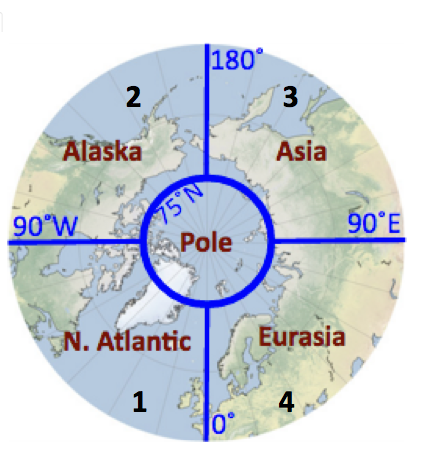 180°
2
3
Alaska
Asia
75°N
90°W
90°E
Pole
N. Atlantic
Eurasia
1
4
0°